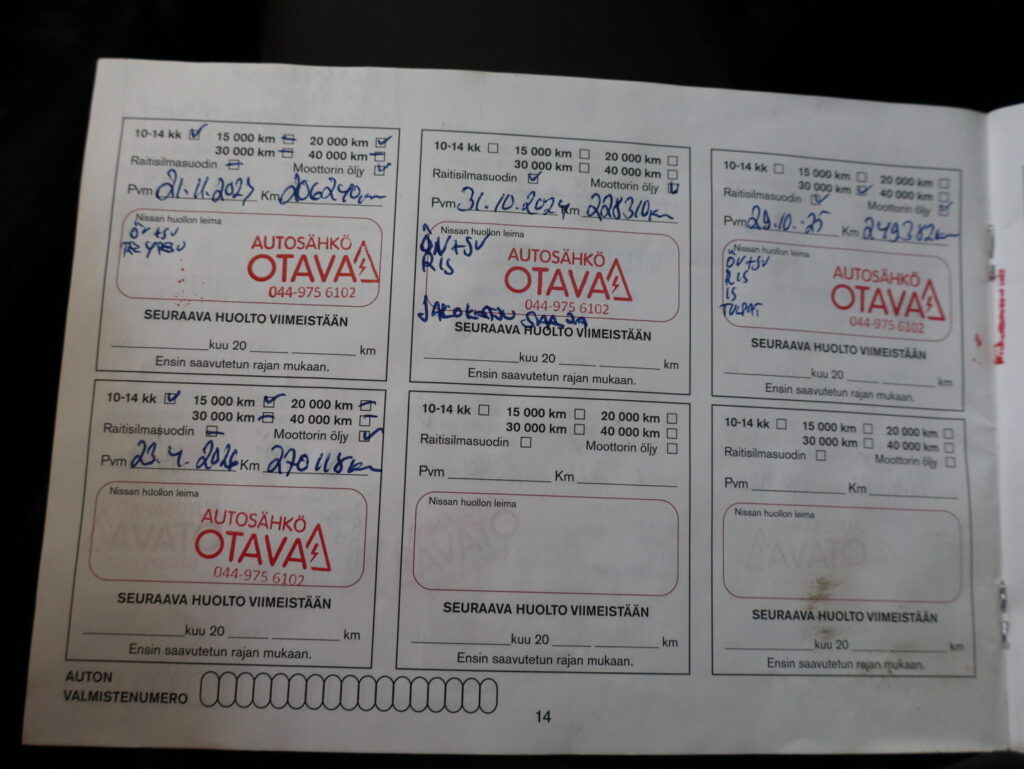 10-14 kk 15 000 km 20 000 km
30 000 km 40 000 km
Raitisilmasuodin Moottorin öljy
Pvm 21.11.2023 Km 206240km
Nissan huollon leima
ÖV+SV
AUTOSÄHKÖ
OTAVA
044-975 6102
SEURAAVA HUOLTO VIIMEISTÄÄN
kuu 20 km
Ensin saavutetun rajan mukaan.
10-14 kk 15 000 km 20 000 km
30 000 km 40 000 km
Raitisilmasuodin Moottorin öljy
Pvm 31.10.2024 Km 228310km
Nissan huollon leima
ÖV+SV
RIS
AUTOSÄHKÖ
OTAVA
044-975 6102
SEURAAVA HUOLTO VIIMEISTÄÄN
kuu 20 km
Ensin saavutetun rajan mukaan.
10-14 kk 15 000 km 20 000 km
30 000 km 40 000 km
Raitisilmasuodin Moottorin öljy
Pvm 29.10.-25 Km 249382km
Nissan huollon leima
ÖV+SV
RIS
IS
TULPAT
AUTOSÄHKÖ
OTAVA
044-975 6102
SEURAAVA HUOLTO VIIMEISTÄÄN
kuu 20 km
Ensin saavutetun rajan mukaan.
10-14 kk 15 000 km 20 000 km
30 000 km 40 000 km
Raitisilmasuodin Moottorin öljy
Pvm 23.4.2026 Km 270118km
Nissan huollon leima
AUTOSÄHKÖ
OTAVA
044-975 6102
SEURAAVA HUOLTO VIIMEISTÄÄN
kuu 20 km
Ensin saavutetun rajan mukaan.
10-14 kk 15 000 km 20 000 km
30 000 km 40 000 km
Raitisilmasuodin Moottorin öljy
Pvm Km
Nissan huollon leima
SEURAAVA HUOLTO VIIMEISTÄÄN
kuu 20 km
Ensin saavutetun rajan mukaan.
10-14 kk 15 000 km 20 000 km
30 000 km 40 000 km
Raitisilmasuodin Moottorin öljy
Pvm Km
Nissan huollon leima
SEURAAVA HUOLTO VIIMEISTÄÄN
kuu 20 km
Ensin saavutetun rajan mukaan.
AUTON
VALMISTENUMERO
14